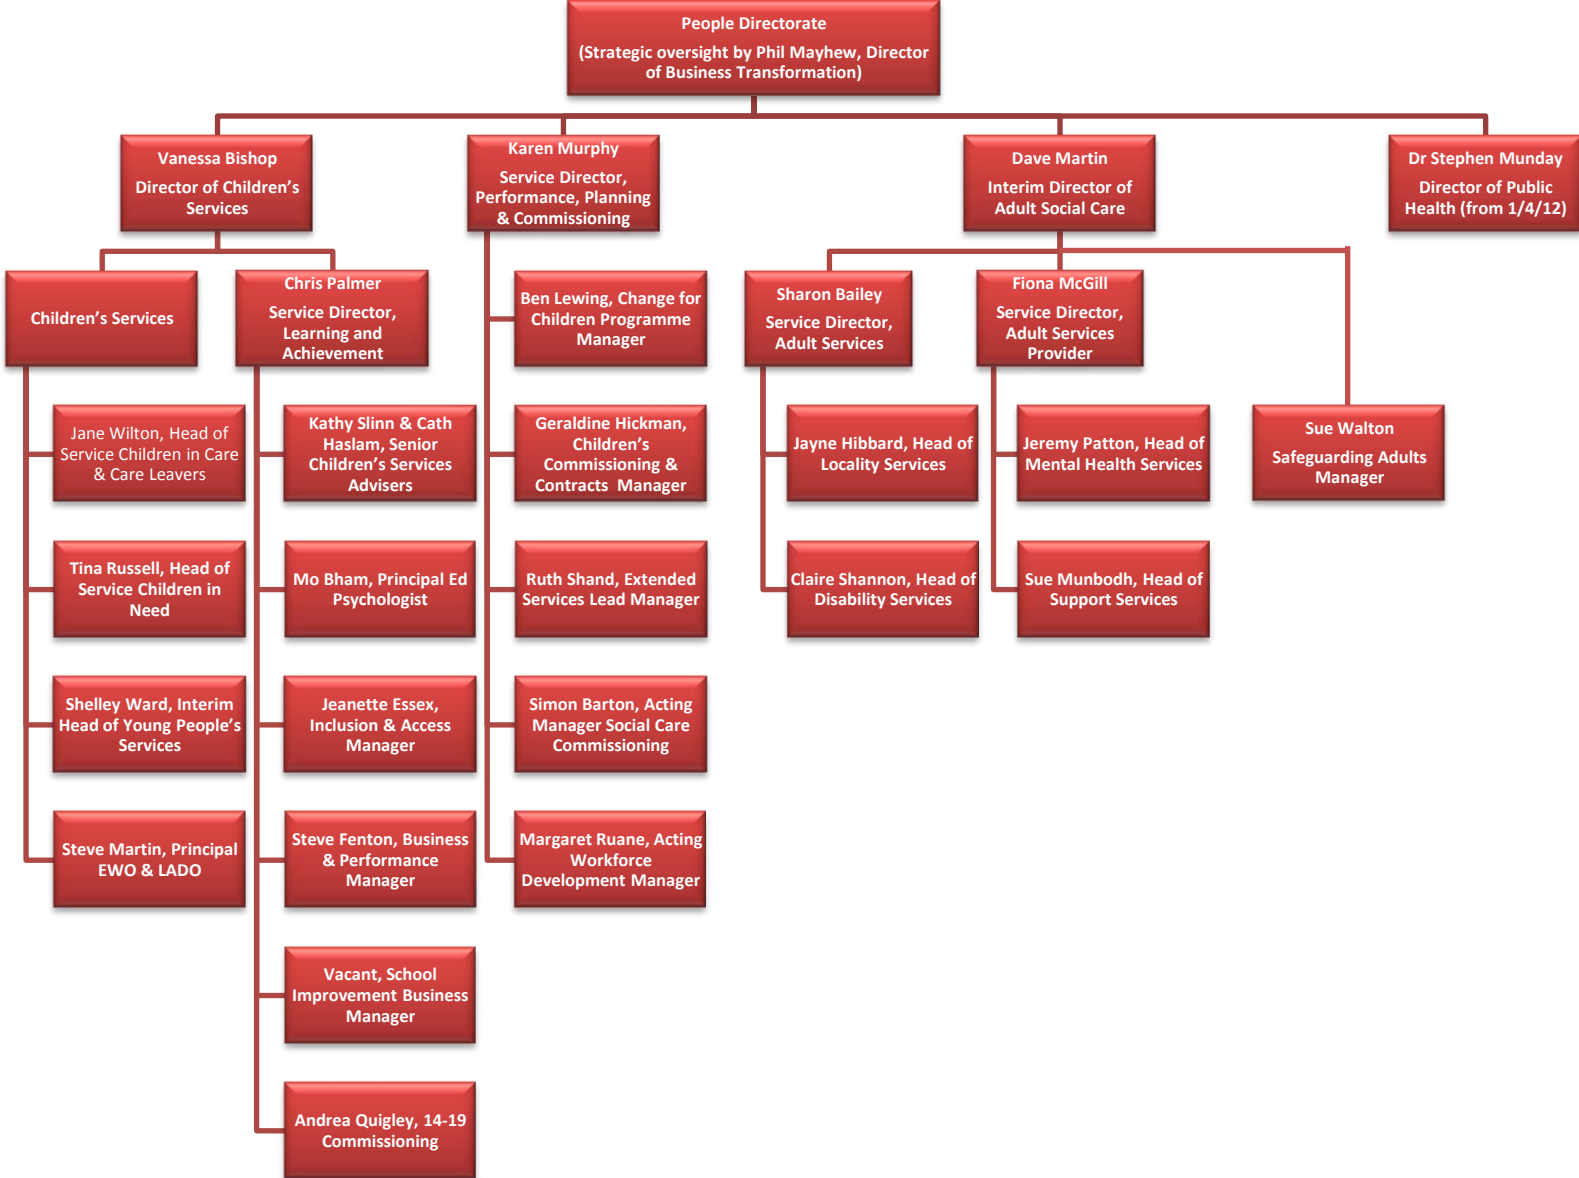 People Directorate
(Strategic oversight by Phil Mayhew, Director
of Business Transformation)
Vanessa Bishop
Director of Children’s
Services
Karen Murphy
Service Director,
Performance, Planning
& Commissioning
Dave Martin
Interim Director of
Adult Social Care
Dr Stephen Munday
Director of Public
Health (from 1/4/12)
Children’s Services
Chris Palmer
Service Director,
Learning and
Achievement
Ben Lewing, Change for
Children Programme
Manager
Sharon Bailey
Service Director,
Adult Services
Fiona McGill
Service Director,
Adult Services
Provider
Jane Wilton, Head of
Service Children in Care
& Care Leavers
Kathy Slinn & Cath
Haslam, Senior
Children’s Services
Advisers
Geraldine Hickman,
Children’s
Commissioning &
Contracts  Manager
Jayne Hibbard, Head of
Locality Services
Jeremy Patton, Head of
Mental Health Services
Sue Walton
Safeguarding Adults
Manager
Tina Russell, Head of
Service Children in
Need
Mo Bham, Principal Ed
Psychologist
Ruth Shand, Extended
Services Lead Manager
Claire Shannon, Head of
Disability Services
Sue Munbodh, Head of
Support Services
Shelley Ward, Interim
Head of Young People’s
Services
Jeanette Essex,
Inclusion & Access
Manager
Simon Barton, Acting
Manager Social Care
Commissioning
Steve Martin, Principal
EWO & LADO
Steve Fenton, Business
& Performance
Manager
Margaret Ruane, Acting
Workforce
Development Manager
Vacant, School
Improvement Business
Manager
Andrea Quigley, 14-19
Commissioning